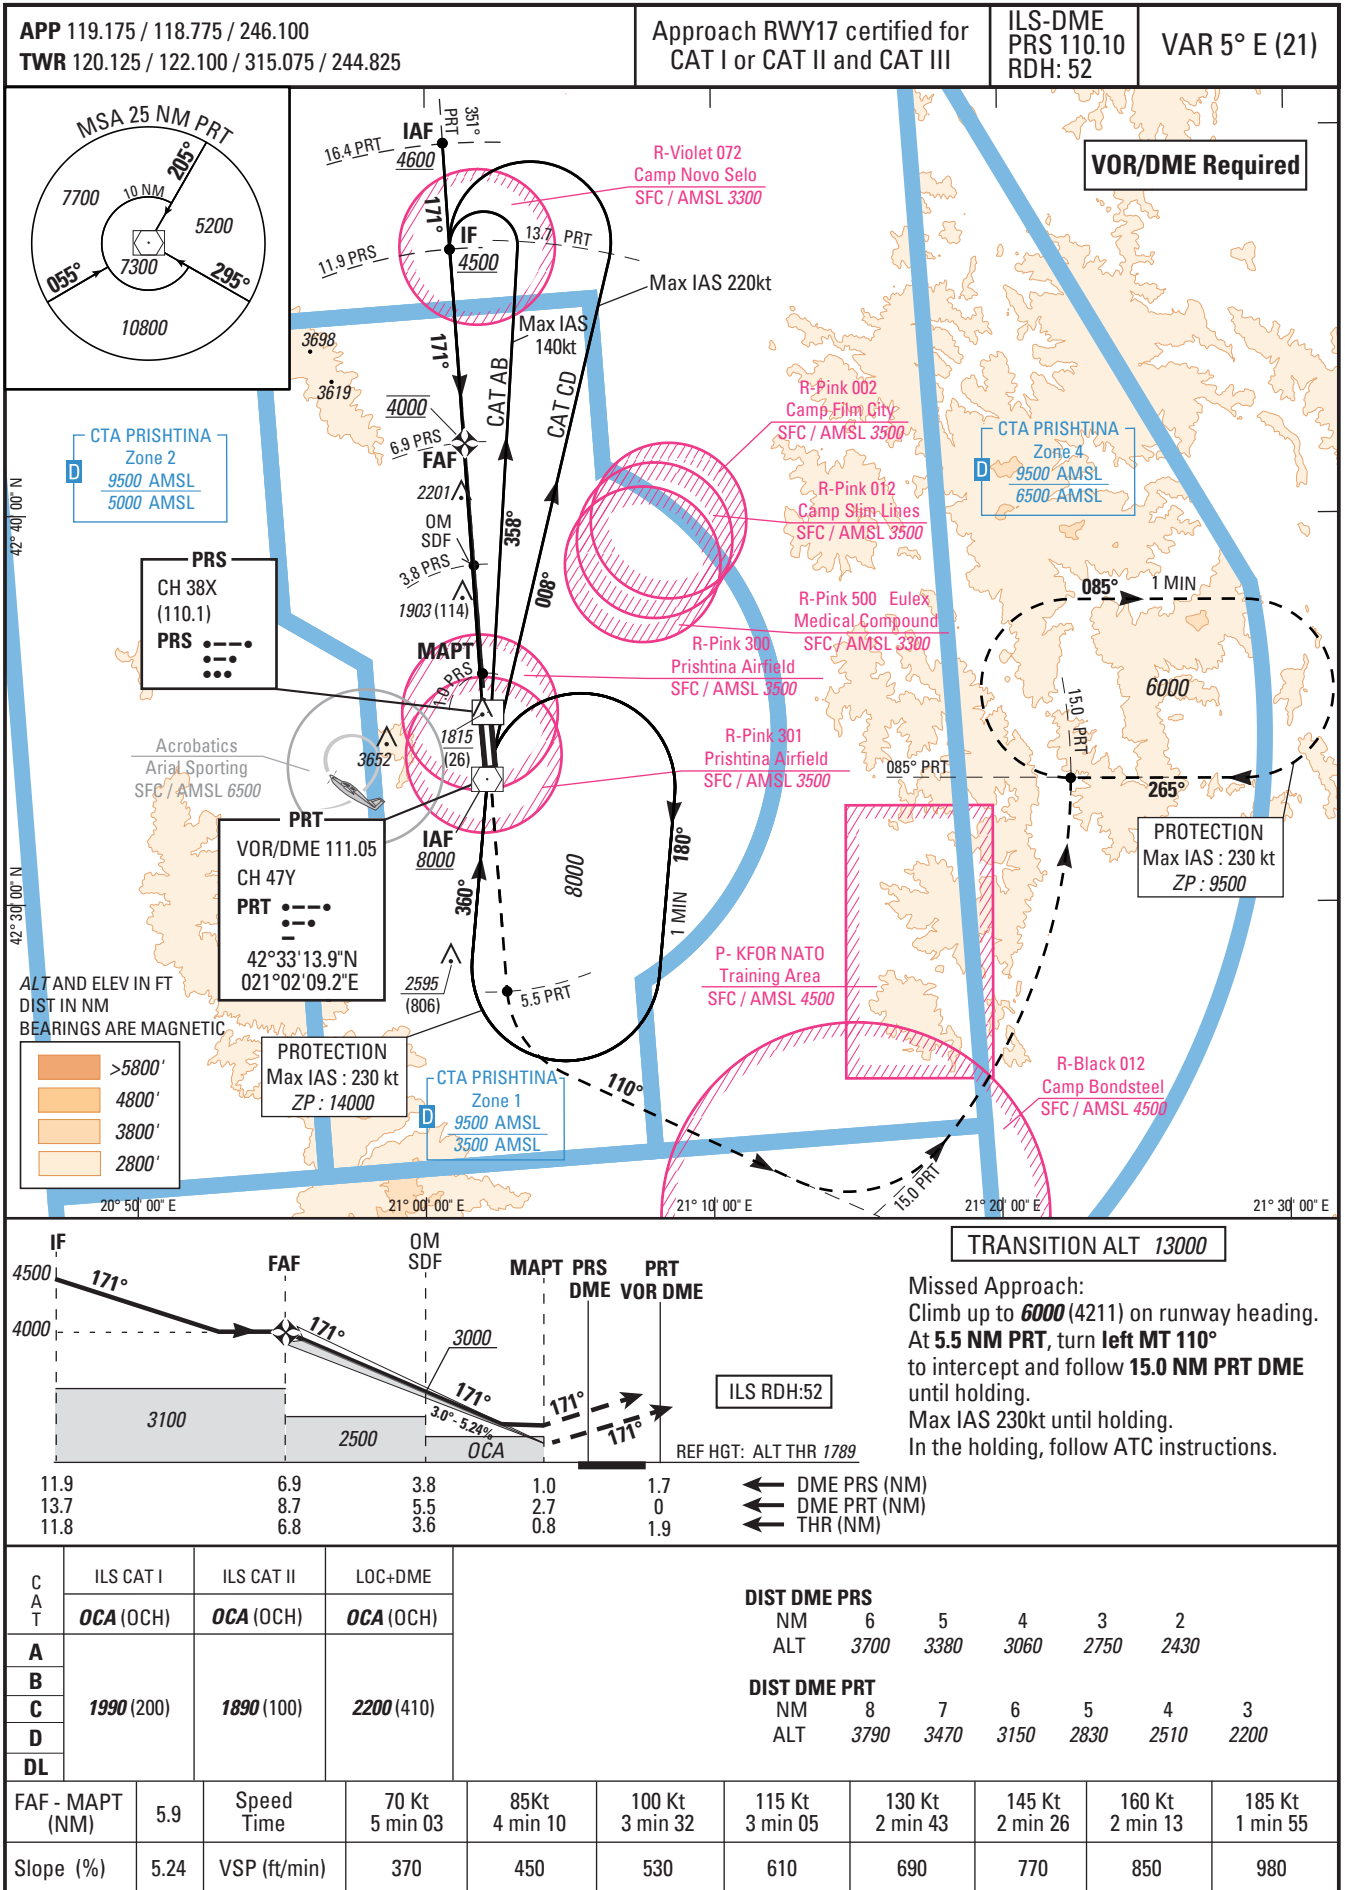 APP 119.175 / 118.775 / 246.100
TWR 120.125 / 122.100 / 315.075 / 244.825
Approach RWY17 certified for
CAT I or CAT II and CAT III
ILS-DME
PRS 110.10
RDH: 52
VAR 5° E (21)
MSA 25 NM PRT
205°
7700
10 NM
5200
7300
055°
295°
10800
VOR/DME Required
351°
PRT
16.4 PRT
IAF
4600
171°
IF
4500
11.9 PRS
13.7 PRT
R-Violet 072
Camp Novo Selo
SFC / AMSL 3300
Max IAS 220kt
Max IAS
140kt
171°
CAT AB
CAT CD
3698
3619
4000
6.9 PRS
FAF
2201
OM
SDF
3.8 PRS
1903 (114)
358°
008°
R-Pink 002
Camp Film City
SFC / AMSL 3500
R-Pink 012
Camp Slim Lines
SFC / AMSL 3500
R-Pink 500 Eulex
Medical Compound
SFC / AMSL 3300
R-Pink 300
Prishtina Airfield
SFC / AMSL 3500
R-Pink 301
Prishtina Airfield
SFC / AMSL 3500
CTA PRISHTINA
Zone 2
D
9500 AMSL
5000 AMSL
CTA PRISHTINA
Zone 4
D
9500 AMSL
6500 AMSL
42° 40' 00" N
PRS
CH 38X
(110.1)
PRS
MAPT
1.0 PRS
1815
(26)
3652
Acrobatics
Arial Sporting
SFC / AMSL 6500
085°
1 MIN
6000
15.0 PRT
085° PRT
265°
PROTECTION
Max IAS : 230 kt
ZP : 9500
PRT
VOR/DME 111.05
CH 47Y
PRT
42°33'13.9"N
021°02'09.2"E
IAF
8000
360°
8000
180°
1 MIN
42° 30' 00" N
2595
(806)
5.5 PRT
P- KFOR NATO
Training Area
SFC / AMSL 4500
R-Black 012
Camp Bondsteel
SFC / AMSL 4500
ALT AND ELEV IN FT
DIST IN NM
BEARINGS ARE MAGNETIC
>5800'
4800'
3800'
2800'
PROTECTION
Max IAS : 230 kt
ZP : 14000
CTA PRISHTINA
Zone 1
D
9500 AMSL
3500 AMSL
110°
15.0 PRT
20° 50' 00" E
21° 00' 00" E
21° 10' 00" E
21° 20' 00" E
21° 30' 00" E
IF
FAF
OM
SDF
MAPT
PRS
DME
PRT
VOR DME
4500
171°
4000
171°
3000
171°
3.0° - 5.24%
171°
171°
3100
2500
OCA
ILS RDH:52
REF HGT: ALT THR 1789
11.9 6.9 3.8 1.0 1.7 DME PRS (NM)
13.7 8.7 5.5 2.7 0 DME PRT (NM)
11.8 6.8 3.6 0.8 1.9 THR (NM)
TRANSITION ALT 13000
Missed Approach:
Climb up to 6000 (4211) on runway heading.
At 5.5 NM PRT, turn left MT 110°
to intercept and follow 15.0 NM PRT DME
until holding.
Max IAS 230kt until holding.
In the holding, follow ATC instructions.
CAT
ILS CAT I ILS CAT II LOC+DME
OCA (OCH) OCA (OCH) OCA (OCH)
A
B
C
D
DL
1990 (200) 1890 (100) 2200 (410)
DIST DME PRS
NM 6 5 4 3 2
ALT 3700 3380 3060 2750 2430
DIST DME PRT
NM 8 7 6 5 4 3
ALT 3790 3470 3150 2830 2510 2200
FAF - MAPT
(NM)
5.9
Speed 70 Kt 85Kt 100 Kt 115 Kt 130 Kt 145 Kt 160 Kt 185 Kt
Time 5 min 03 4 min 10 3 min 32 3 min 05 2 min 43 2 min 26 2 min 13 1 min 55
Slope (%) 5.24 VSP (ft/min) 370 450 530 610 690 770 850 980